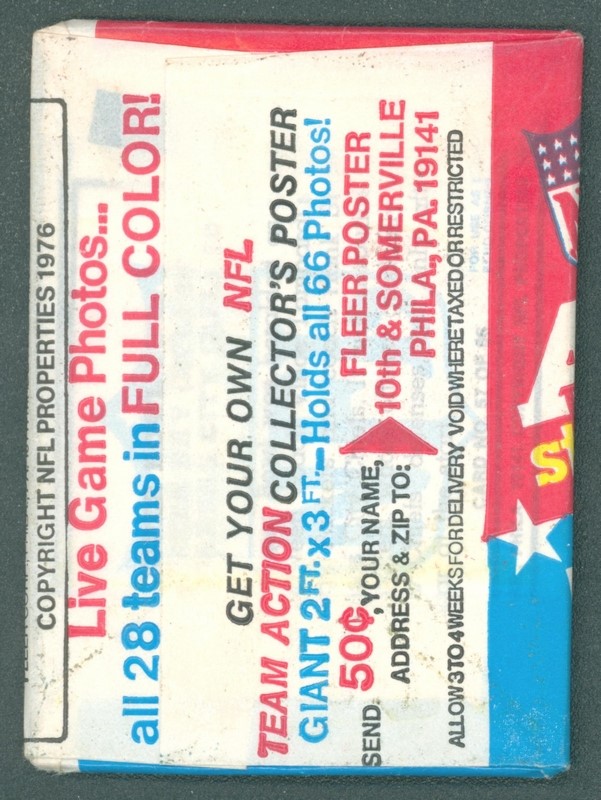 COPYRIGHT NFL PROPERTIES 1976
Live Game Photos...
all 28 teams in FULL COLOR!
GET YOUR OWN NFL
TEAM ACTION COLLECTOR'S POSTER
GIANT 2 FT. x 3 FT.—Holds all 66 Photos!
SEND 50¢, YOUR NAME,
ADDRESS & ZIP TO:
FLEER POSTER
10th & SOMERVILLE
PHILA., PA. 19141
ALLOW 3 TO 4 WEEKS FOR DELIVERY VOID WHERE TAXED OR RESTRICTED